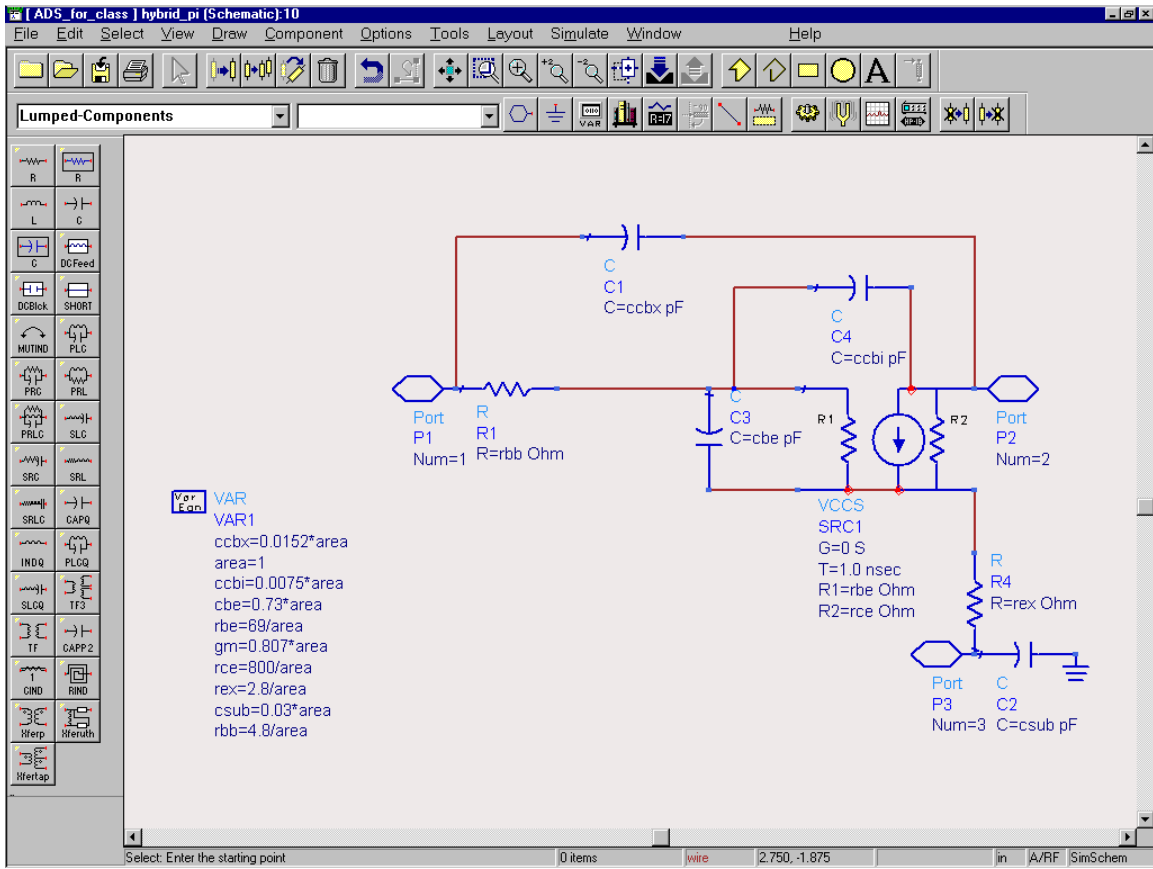 [ ADS_for_class ] hybrid_pi (Schematic):10
File Edit Select View Draw Component Options Tools Layout Simulate Window Help
+2 -2 A
Lumped-Components
VAR
R R
L C
C DCFeed
DCBlck SHORT
MUTIND PLC
PRC PRL
PRLC SLC
SRC SRL
SRLC CAPQ
INDQ PLCQ
SLCQ TF3
TF CAPP2
CIND RIND
Xferp Xferuth
Xfertap
C
C1
C=ccbx pF
C
C4
C=ccbi pF
Port
P1
Num=1
R
R1
R=rbb Ohm
C
C3
C=cbe pF
R1
R2
Port
P2
Num=2
Var
Eqn
VAR
VAR1
ccbx=0.0152*area
area=1
ccbi=0.0075*area
cbe=0.73*area
rbe=69/area
gm=0.807*area
rce=800/area
rex=2.8/area
csub=0.03*area
rbb=4.8/area
VCCS
SRC1
G=0 S
T=1.0 nsec
R1=rbe Ohm
R2=rce Ohm
R
R4
R=rex Ohm
Port
P3
Num=3
C
C2
C=csub pF
Select: Enter the starting point 0 items wire 2.750, -1.875 in A/RF SimSchem